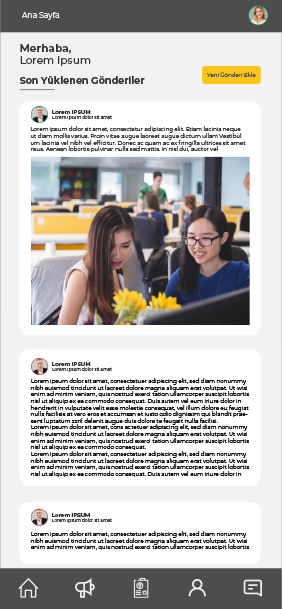 Ana Sayfa
Merhaba,
Lorem Ipsum
Son Yüklenen Gönderiler
Yeni Gönderi Ekle
Lorem IPSUM
Lorem ipsum dolor sit amet
Lorem ipsum dolor sit amet, consectetur adipiscing elit. Etiam lacinia neque
ut diam mollis varius. Proin vitae augue laoreet augue dictum ullam Vestibul
um lacinia vel nibh vel efficitur. Donec ac quam ac ex fringilla ultrices sit amet
risus. Aenean lobortis pulvinar nulla sed mattis. In nisl dui, auctor vel
Lorem IPSUM
Lorem ipsum dolor sit amet
Lorem ipsum dolor sit amet, consectetuer adipiscing elit, sed diam nonummy
nibh euismod tincidunt ut laoreet dolore magna aliquam erat volutpat. Ut wisi
enim ad minim veniam, quis nostrud exerci tation ullamcorper suscipit lobortis
nisl ut aliquip ex ea commodo consequat. Duis autem vel eum iriure dolor in
hendrerit in vulputate velit esse molestie consequat, vel illum dolore eu feugiat
nulla facilisis at vero eros et accumsan et iusto odio dignissim qui blandit prae-
sent luptatum zzril delenit augue duis dolore te feugait nulla facilisi.
Lorem ipsum dolor sit amet, cons ectetuer adipiscing elit, sed diam nonummy
nibh euismod tincidunt ut laoreet dolore magna aliquam erat volutpat. Ut wisi
enim ad minim veniam, quis nostrud exerci tation ullamcorper suscipit lobortis
nisl ut aliquip ex ea commodo consequat.
Lorem ipsum dolor sit amet, consectetuer adipiscing elit, sed diam nonummy
nibh euismod tincidunt ut laoreet dolore magna aliquam erat volutpat. Ut wisi
enim ad minim veniam, quis nostrud exerci tation ullamcorper suscipit lobortis
nisl ut aliquip ex ea commodo consequat. Duis autem vel eum iriure dolor in
Lorem IPSUM
Lorem ipsum dolor sit amet
Lorem ipsum dolor sit amet, consectetuer adipiscing elit, sed diam nonummy
nibh euismod tincidunt ut laoreet dolore magna aliquam erat volutpat. Ut wisi
enim ad minim veniam, quis nostrud exerci tation ullamcorper suscipit lobortis